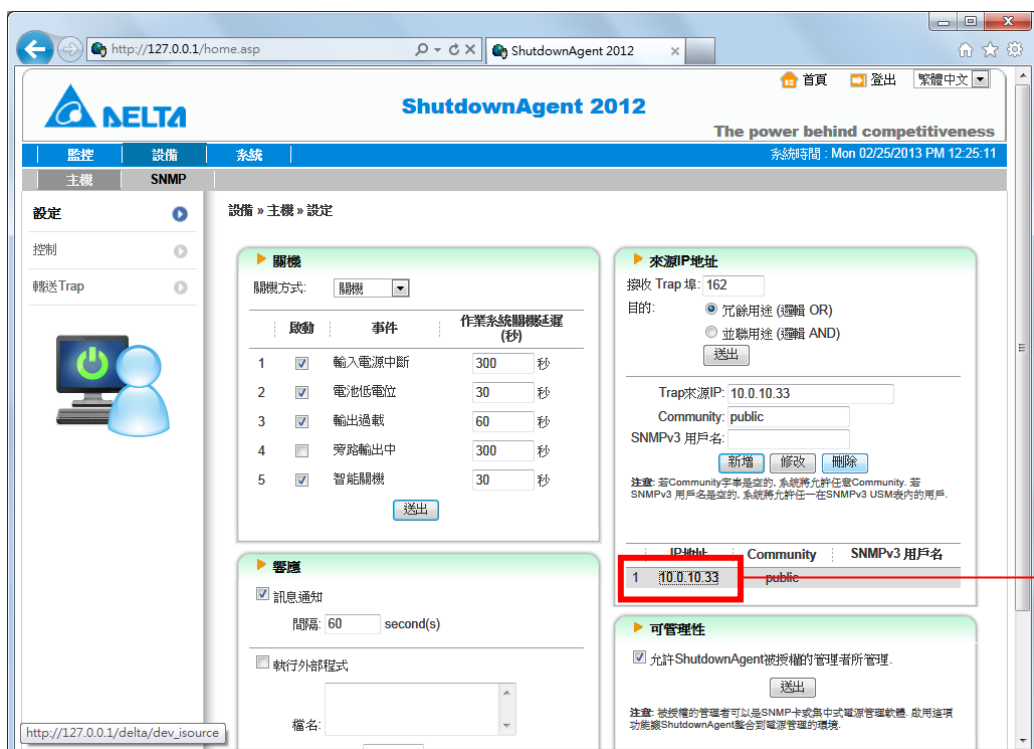 http://127.0.0.1/home.asp
ShutdownAgent 2012
首頁 登出 繁體中文
DELTA
ShutdownAgent 2012
The power behind competitiveness
監控 設備 系統
系統時間 : Mon 02/25/2013 PM 12:25:11
主機 SNMP
設定
控制
轉送Trap
設備 » 主機 » 設定
關機
關機方式: 關機
啟動 事件 作業系統關機延遲
(秒)
1 輸入電源中斷 300 秒
2 電池低電位 30 秒
3 輸出過載 60 秒
4 旁路輸出中 300 秒
5 智能關機 30 秒
送出
響應
訊息通知
間隔: 60 second(s)
執行外部程式
檔名:
來源IP地址
接收 Trap 埠: 162
目的: 冗餘用途 (邏輯 OR)
並聯用途 (邏輯 AND)
送出
Trap來源IP: 10.0.10.33
Community: public
SNMPv3 用戶名:
新增 修改 刪除
注意: 若Community字串是空的, 系統將允許任意Community. 若
SNMPv3 用戶名是空的, 系統將允許任一在SNMPv3 USM表內的用戶.
IP地址 Community SNMPv3 用戶名
1 10.0.10.33 public
可管理性
允許ShutdownAgent被授權的管理者所管理.
送出
注意: 被授權的管理者可以是SNMP卡或集中式電源管理軟體. 啟用這項
功能讓ShutdownAgent整合到電源管理的環境.
http://127.0.0.1/delta/dev_isource